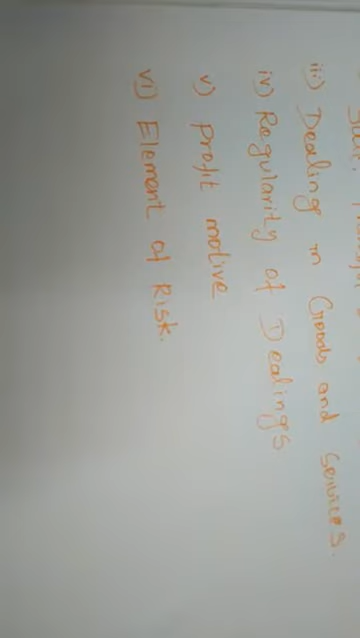 iii) Dealing in Goods and Services.
iv) Regularity of Dealings
v) Profit motive
vi) Element of Risk.